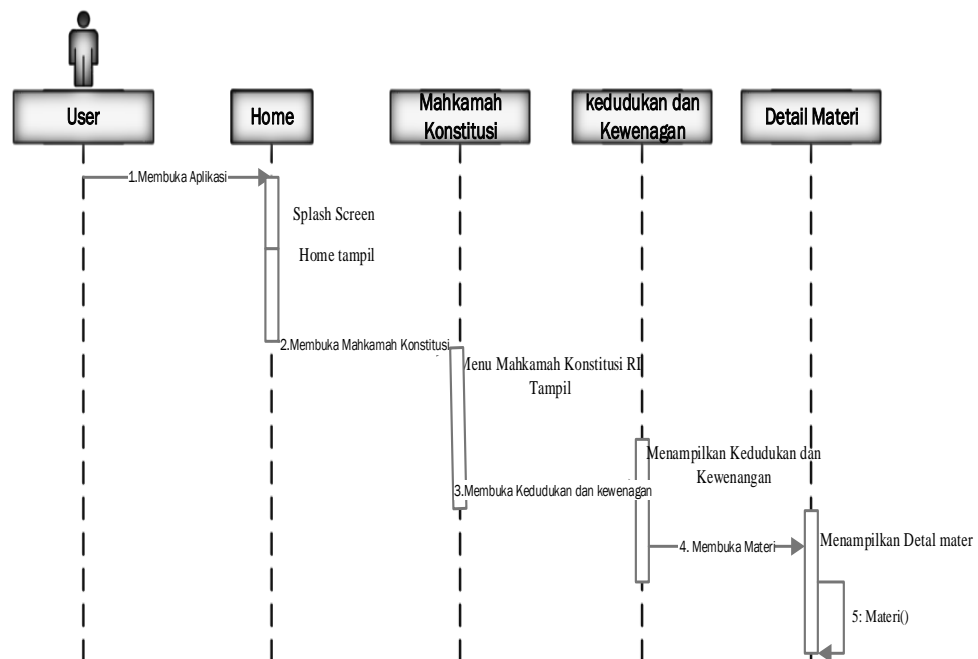 User
Home
Mahkamah
Konstitusi
kedudukan dan
Kewenagan
Detail Materi
1.Membuka Aplikasi
Splash Screen
Home tampil
2.Membuka Mahkamah Konstitusi
Menu Mahkamah Konstitusi RI
Tampil
Menampilkan Kedudukan dan
Kewenangan
3.Membuka Kedudukan dan kewenagan
4. Membuka Materi
Menampilkan Detal mater
5: Materi()